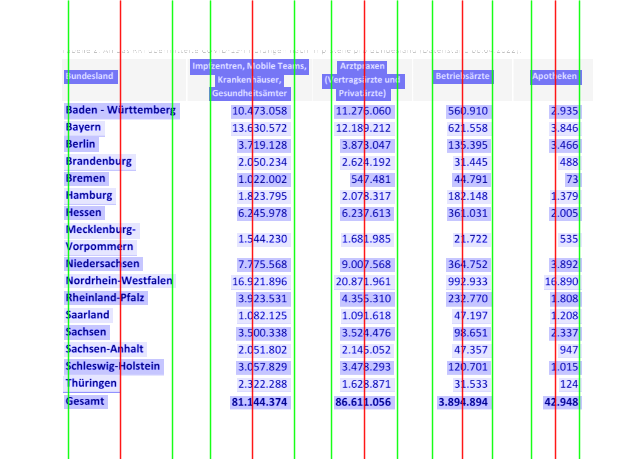 Impfzentren, Mobile Teams, Arztpraxen
Bundesland Krankenhäuser, (Vertragsärzte und Betriebsärzte Apotheken
Gesundheitsämter Privatärzte)
Baden - Württemberg 10.473.058 11.276.060 560.910 2.935
Bayern 13.630.572 12.189.212 621.558 3.846
Berlin 3.719.128 3.873.047 135.395 3.466
Brandenburg 2.050.234 2.624.192 31.445 488
Bremen 1.022.002 547.481 44.791 73
Hamburg 1.823.795 2.078.317 182.148 1.379
Hessen 6.245.978 6.237.613 361.031 2.005
Mecklenburg-
Vorpommern 1.544.230 1.681.985 21.722 535
Niedersachsen 7.775.568 9.007.568 364.752 3.892
Nordrhein-Westfalen 16.921.896 20.871.961 992.933 16.890
Rheinland-Pfalz 3.923.531 4.355.310 232.770 1.808
Saarland 1.082.125 1.091.618 47.197 1.208
Sachsen 3.500.338 3.524.476 98.651 2.337
Sachsen-Anhalt 2.051.802 2.145.052 47.357 947
Schleswig-Holstein 3.057.829 3.478.293 120.701 1.015
Thüringen 2.322.288 1.628.871 31.533 124
Gesamt 81.144.374 86.611.056 3.894.894 42.948